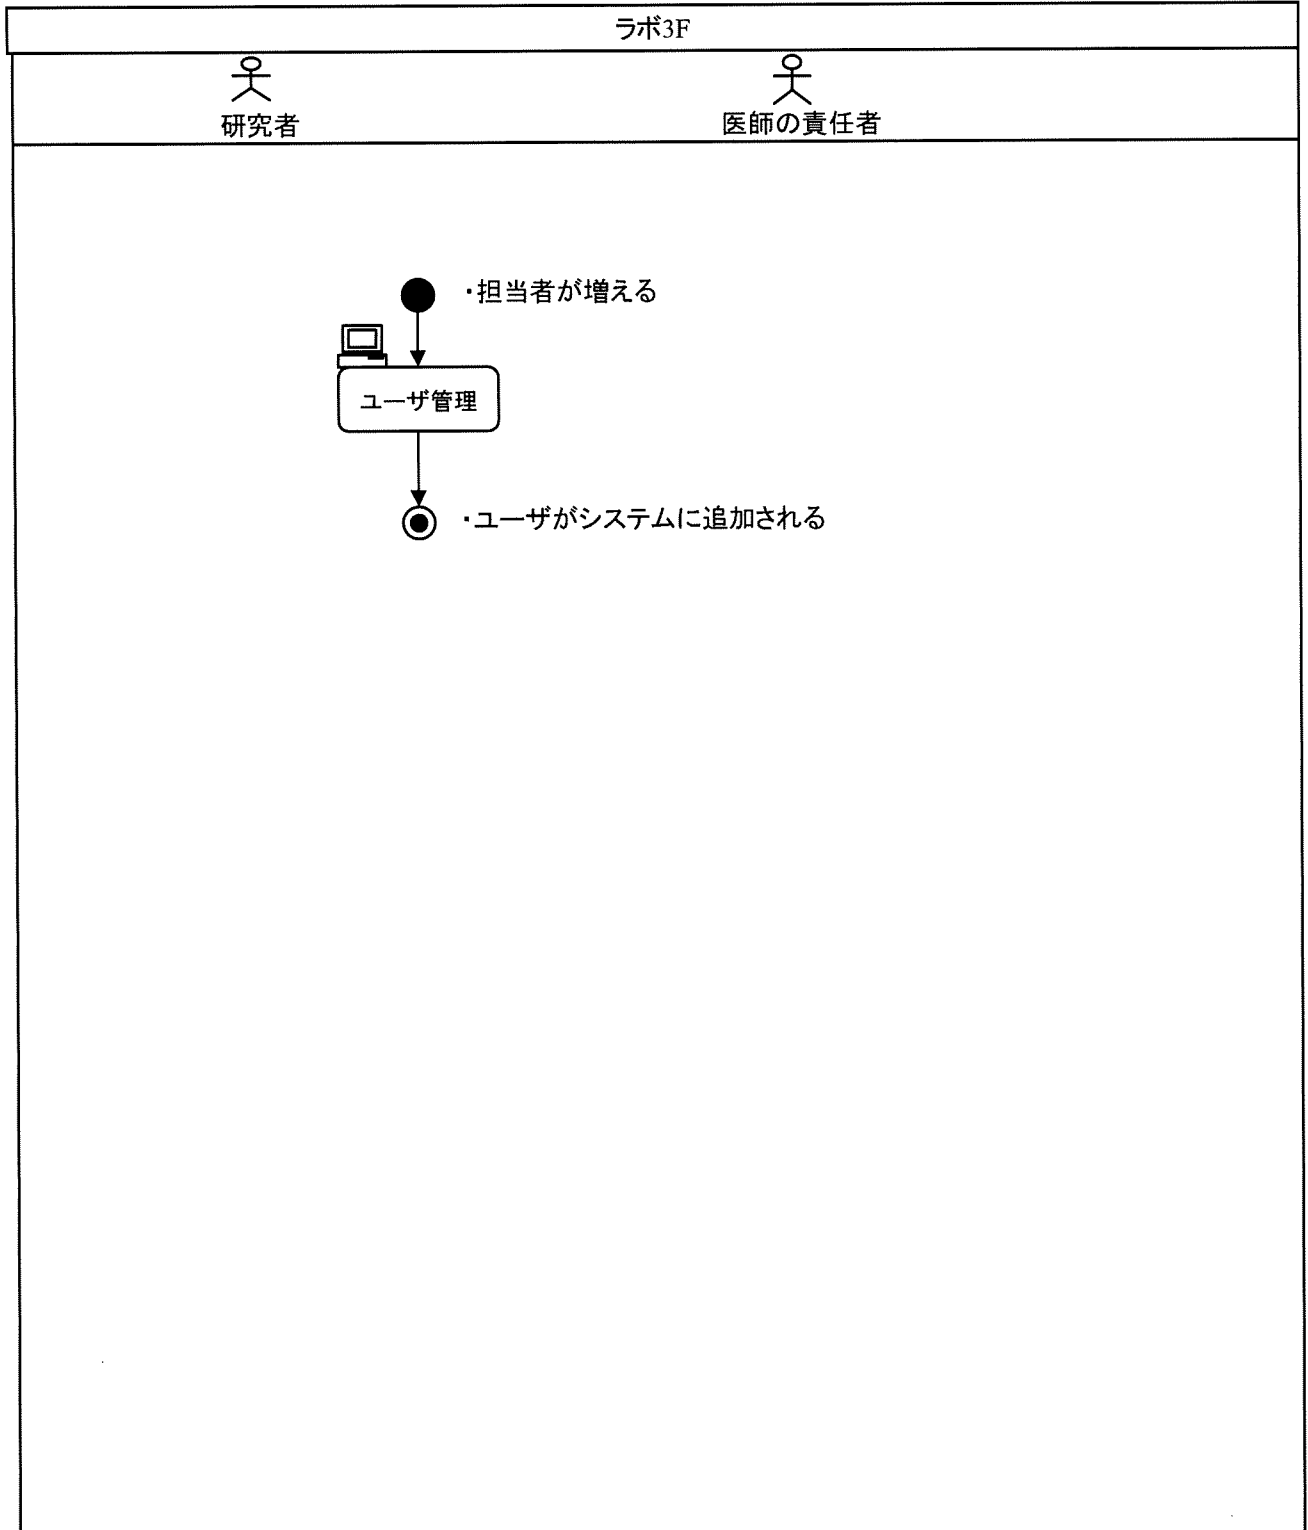 ラボ3F
研究者
医師の責任者
・担当者が増える
ユーザ管理
・ユーザがシステムに追加される